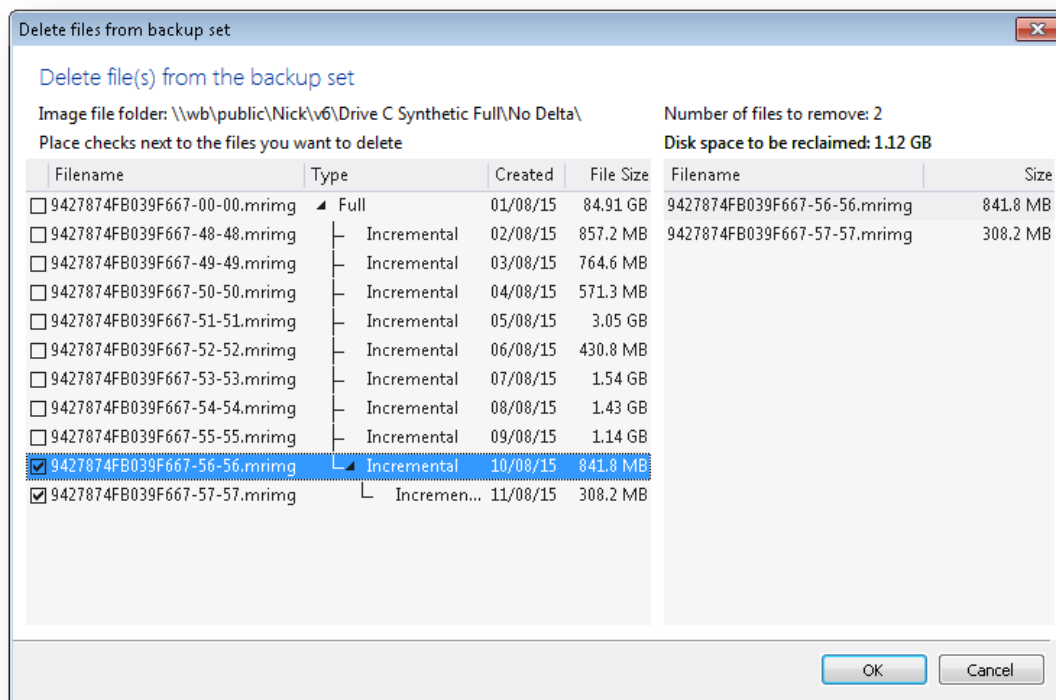 Delete files from backup set
Delete file(s) from the backup set
Image file folder: \\wb\public\Nick\v6\Drive C Synthetic Full\No Delta\
Number of files to remove: 2
Place checks next to the files you want to delete
Disk space to be reclaimed: 1.12 GB
Filename Type Created File Size Filename Size
9427874FB039F667-00-00.mrimg Full 01/08/15 84.91 GB 9427874FB039F667-56-56.mrimg 841.8 MB
9427874FB039F667-48-48.mrimg Incremental 02/08/15 857.2 MB 9427874FB039F667-57-57.mrimg 308.2 MB
9427874FB039F667-49-49.mrimg Incremental 03/08/15 764.6 MB
9427874FB039F667-50-50.mrimg Incremental 04/08/15 571.3 MB
9427874FB039F667-51-51.mrimg Incremental 05/08/15 3.05 GB
9427874FB039F667-52-52.mrimg Incremental 06/08/15 430.8 MB
9427874FB039F667-53-53.mrimg Incremental 07/08/15 1.54 GB
9427874FB039F667-54-54.mrimg Incremental 08/08/15 1.43 GB
9427874FB039F667-55-55.mrimg Incremental 09/08/15 1.14 GB
9427874FB039F667-56-56.mrimg Incremental 10/08/15 841.8 MB
9427874FB039F667-57-57.mrimg Incremen... 11/08/15 308.2 MB
OK Cancel